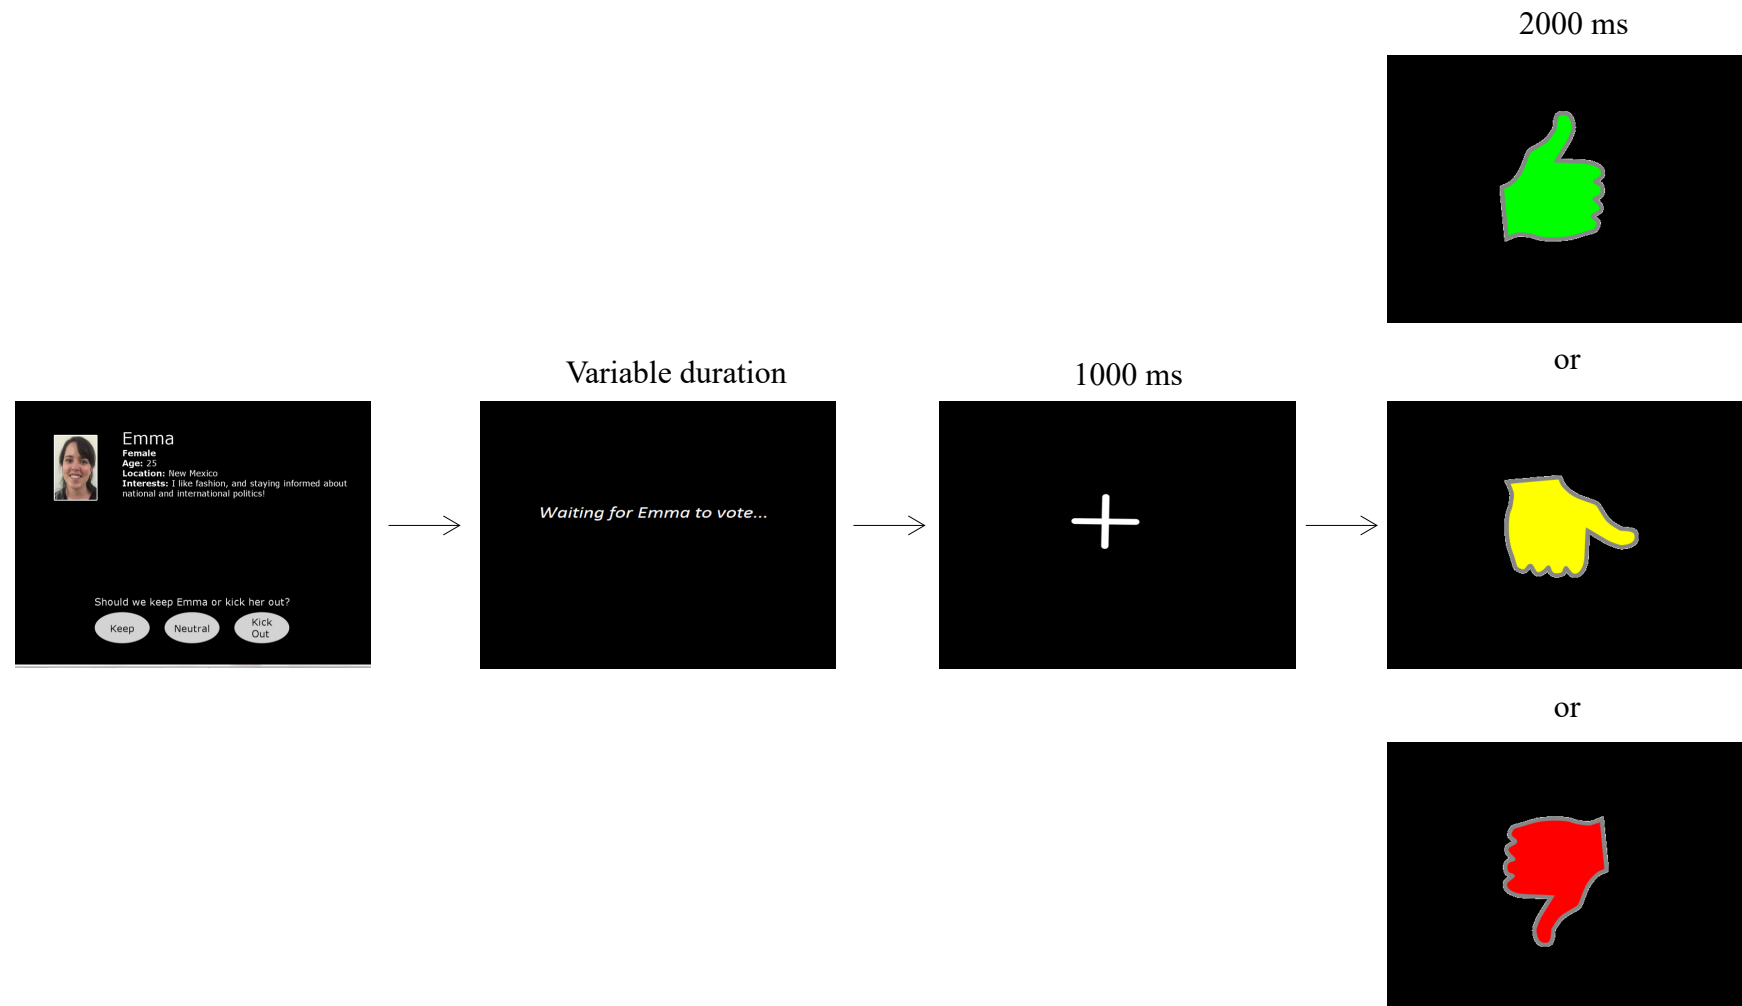 2000 ms
or
Variable duration
1000 ms
Emma
Female
Age: 25
Location: New Mexico
Interests: I like fashion, and staying informed about
national and international politics!
Should we keep Emma or kick her out?
Keep
Neutral
Kick
Out
Waiting for Emma to vote...
or